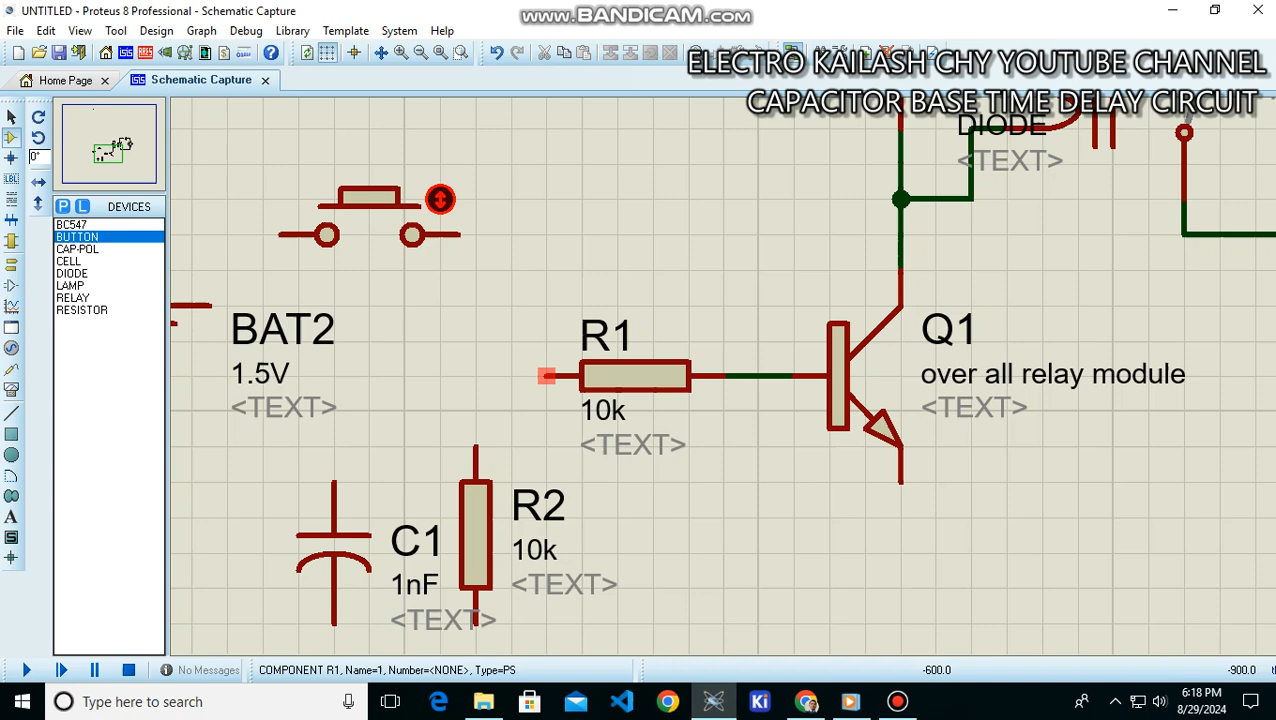 UNTITLED - Proteus 8 Professional - Schematic Capture
www.BANDICAM.com
File Edit View Tool Design Graph Debug Library Template System Help
ELECTRO KAILASH CHY YOUTUBE CHANNEL
Home Page
Schematic Capture
CAPACITOR BASE TIME DELAY CIRCUIT
DIODE
<TEXT>
0°
LBL
P L DEVICES
BC547
BUTTON
CAP-POL
CELL
DIODE
LAMP
RELAY
RESISTOR
BAT2
1.5V
<TEXT>
R1
10k
<TEXT>
Q1
over all relay module
<TEXT>
C1
1nF
<TEXT>
R2
10k
<TEXT>
No Messages
COMPONENT R1, Name=1, Number=<NONE>, Type=PS
-600.0
-900.0
Type here to search
6:18 PM
8/29/2024